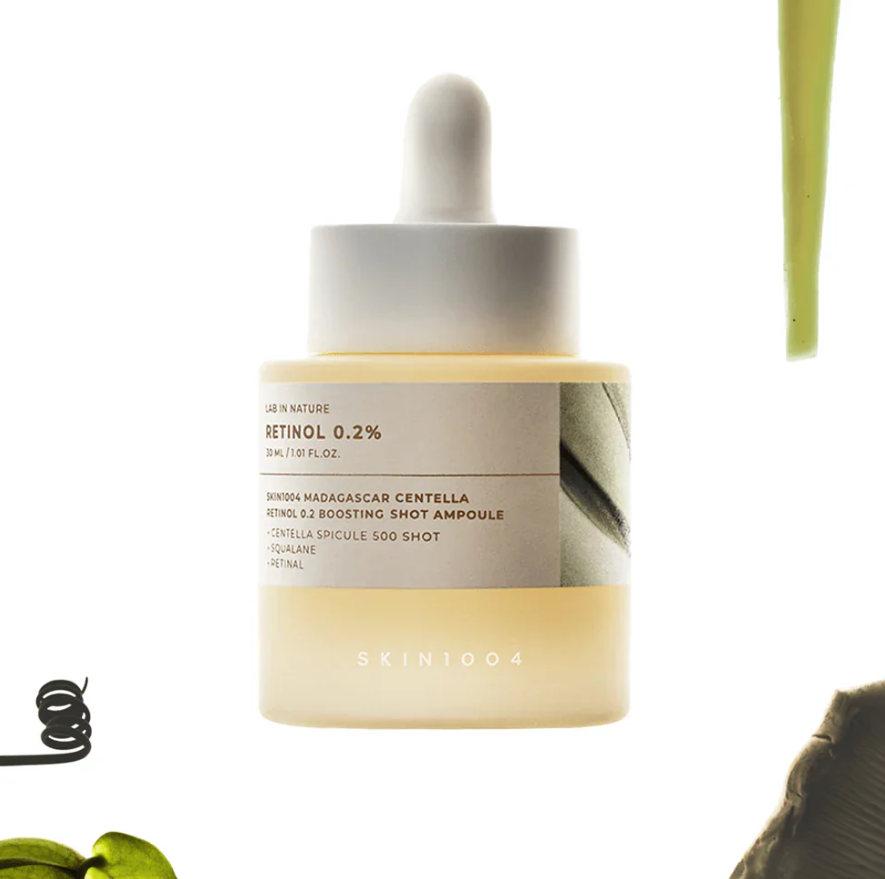 LAB IN NATURE
RETINOL 0.2%
30 ML / 1.01 FL.OZ.
SKIN1004 MADAGASCAR CENTELLA
RETINOL 0.2 BOOSTING SHOT AMPOULE
• CENTELLA SPICULE 500 SHOT
• SQUALANE
• RETINAL
SKIN1004